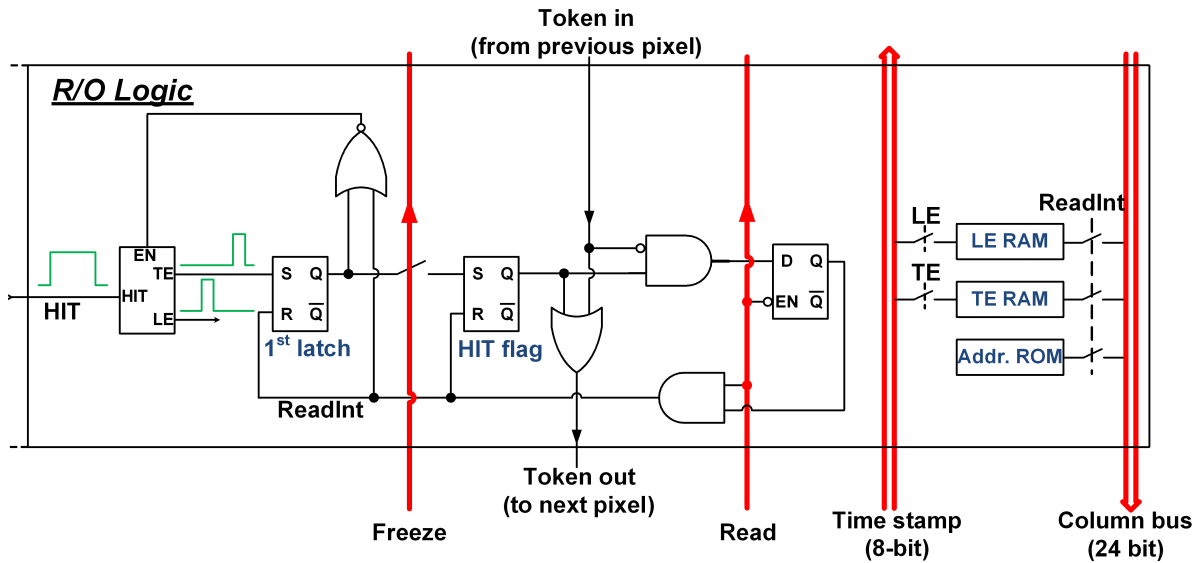 Token in
(from previous pixel)
R/O Logic
EN
TE
HIT
LE
HIT
S Q
R Q̅
1st latch
S Q
R Q̅
HIT flag
D Q
EN Q̅
ReadInt
LE
LE RAM
TE
TE RAM
Addr. ROM
ReadInt
Token out
(to next pixel)
Freeze
Read
Time stamp
(8-bit)
Column bus
(24 bit)